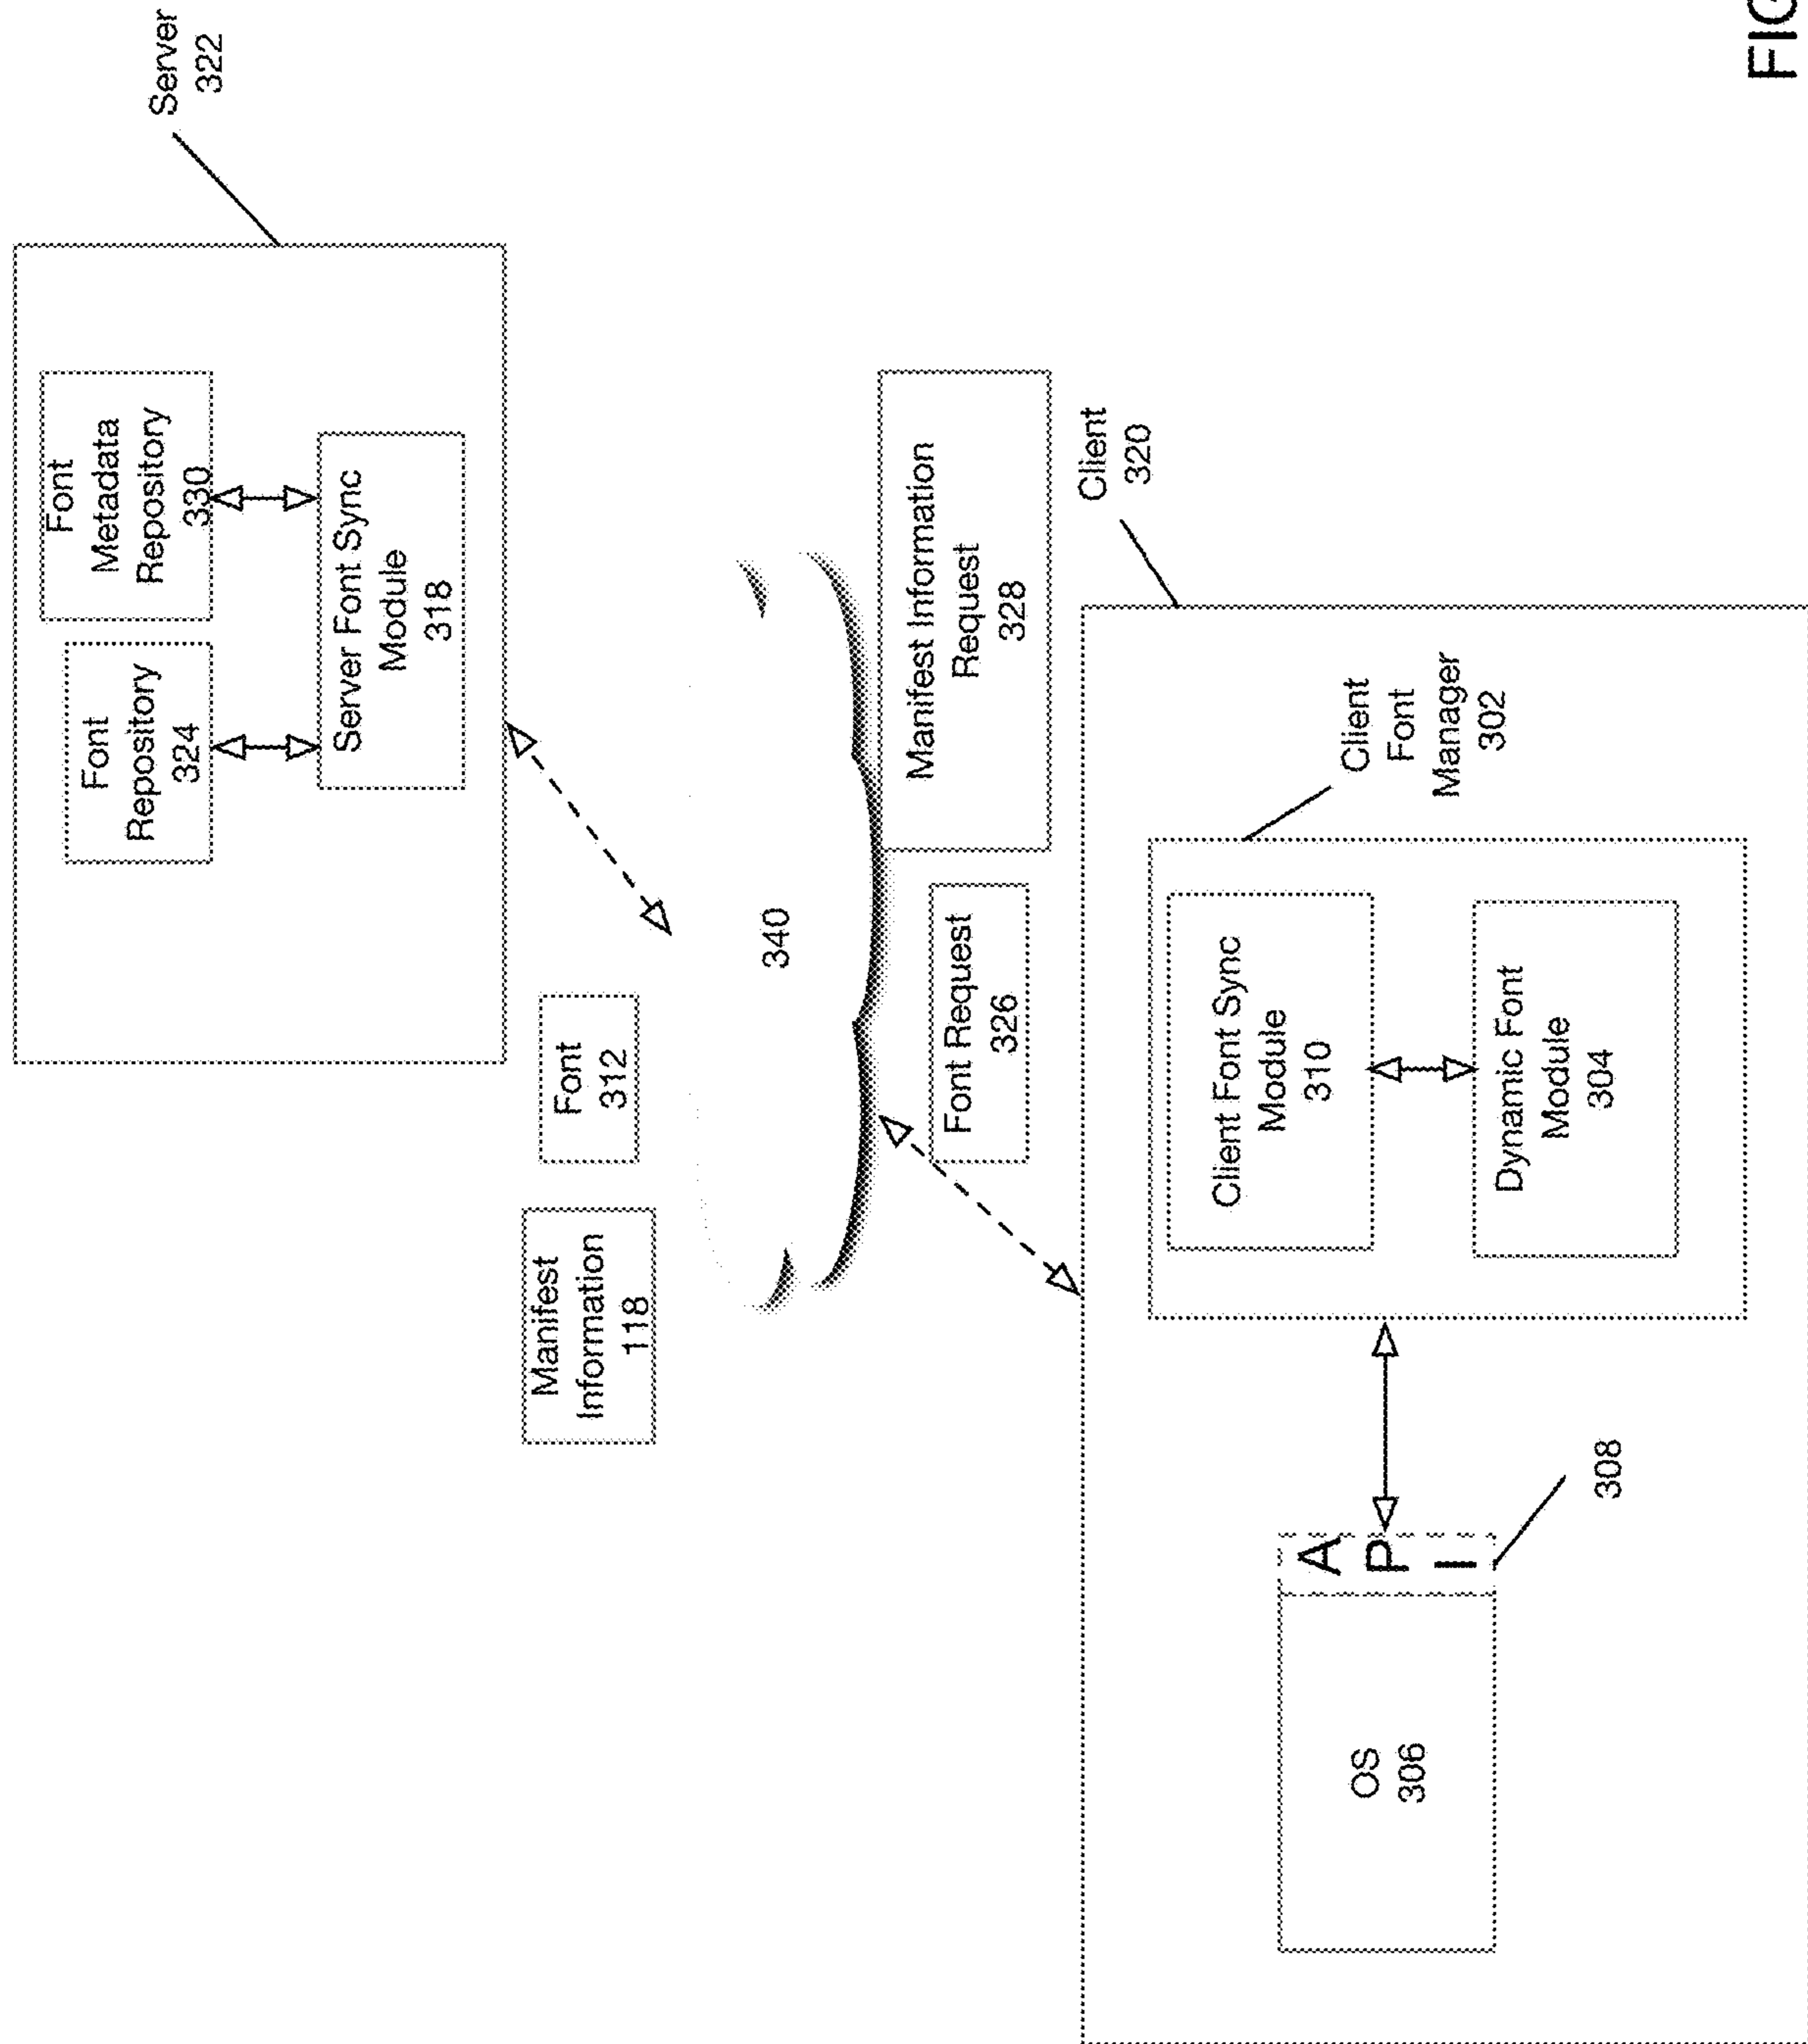 Server
322
Font
Metadata
Repository
330
Font
Repository
324
Server Font Sync
Module
318
Font
312
Manifest
Information
118
340
Manifest Information
Request
328
Font Request
326
Client
320
Client
Font
Manager
302
Client Font Sync
Module
310
Dynamic Font
Module
304
A
P
I
308
OS
306